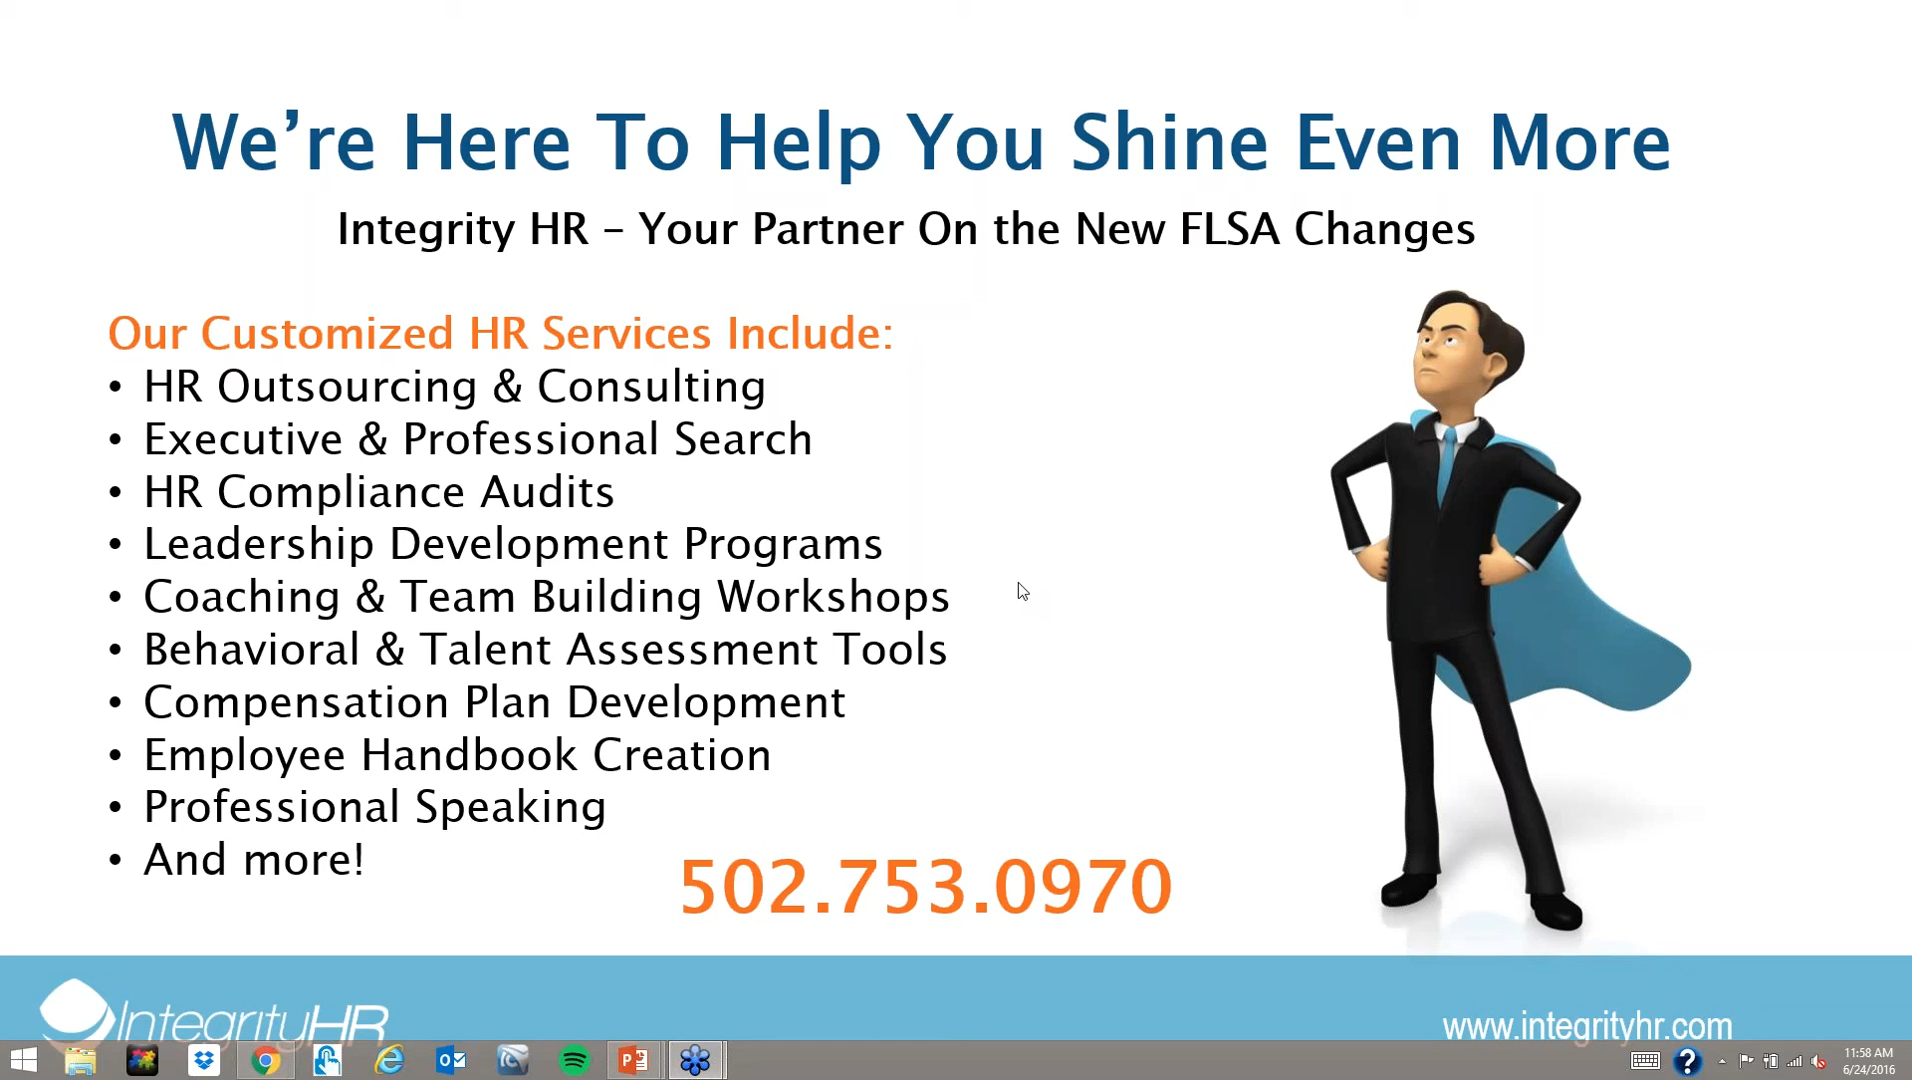 We’re Here To Help You Shine Even More
Integrity HR – Your Partner On the New FLSA Changes
Our Customized HR Services Include:
• HR Outsourcing & Consulting
• Executive & Professional Search
• HR Compliance Audits
• Leadership Development Programs
• Coaching & Team Building Workshops
• Behavioral & Talent Assessment Tools
• Compensation Plan Development
• Employee Handbook Creation
• Professional Speaking
• And more!
502.753.0970
IntegrityHR
www.integrityhr.com
11:58 AM
6/24/2016